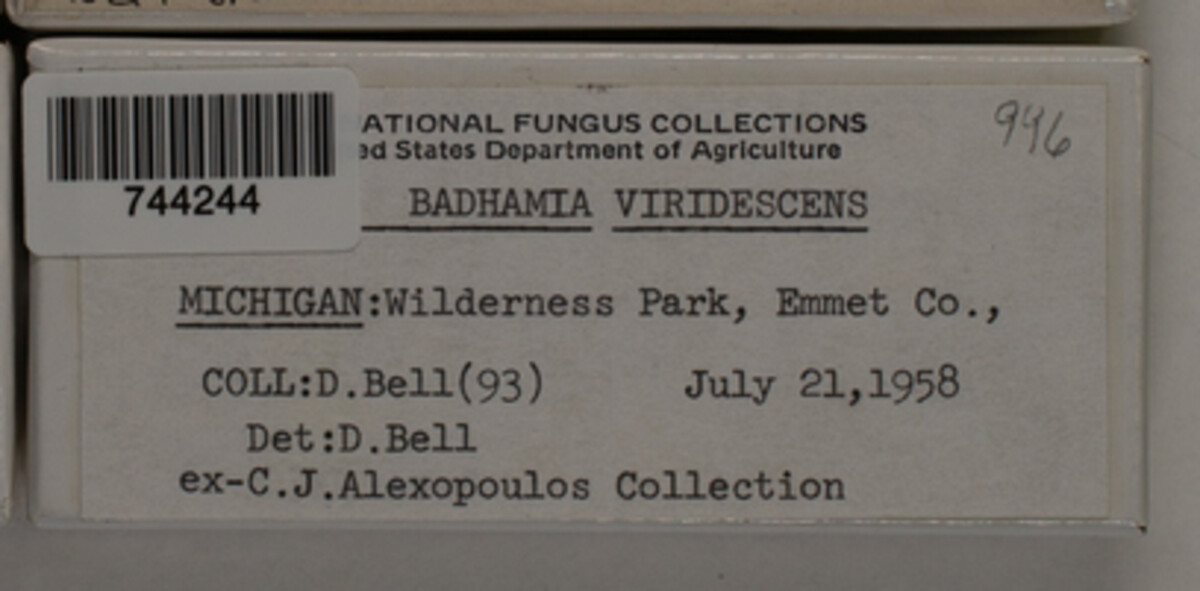 946
ATIONAL FUNGUS COLLECTIONS
ed States Department of Agriculture
744244
BADHAMIA VIRIDESCENS
MICHIGAN:Wilderness Park, Emmet Co.,
COLL:D.Bell(93) July 21,1958
Det:D.Bell
ex-C.J.Alexopoulos Collection